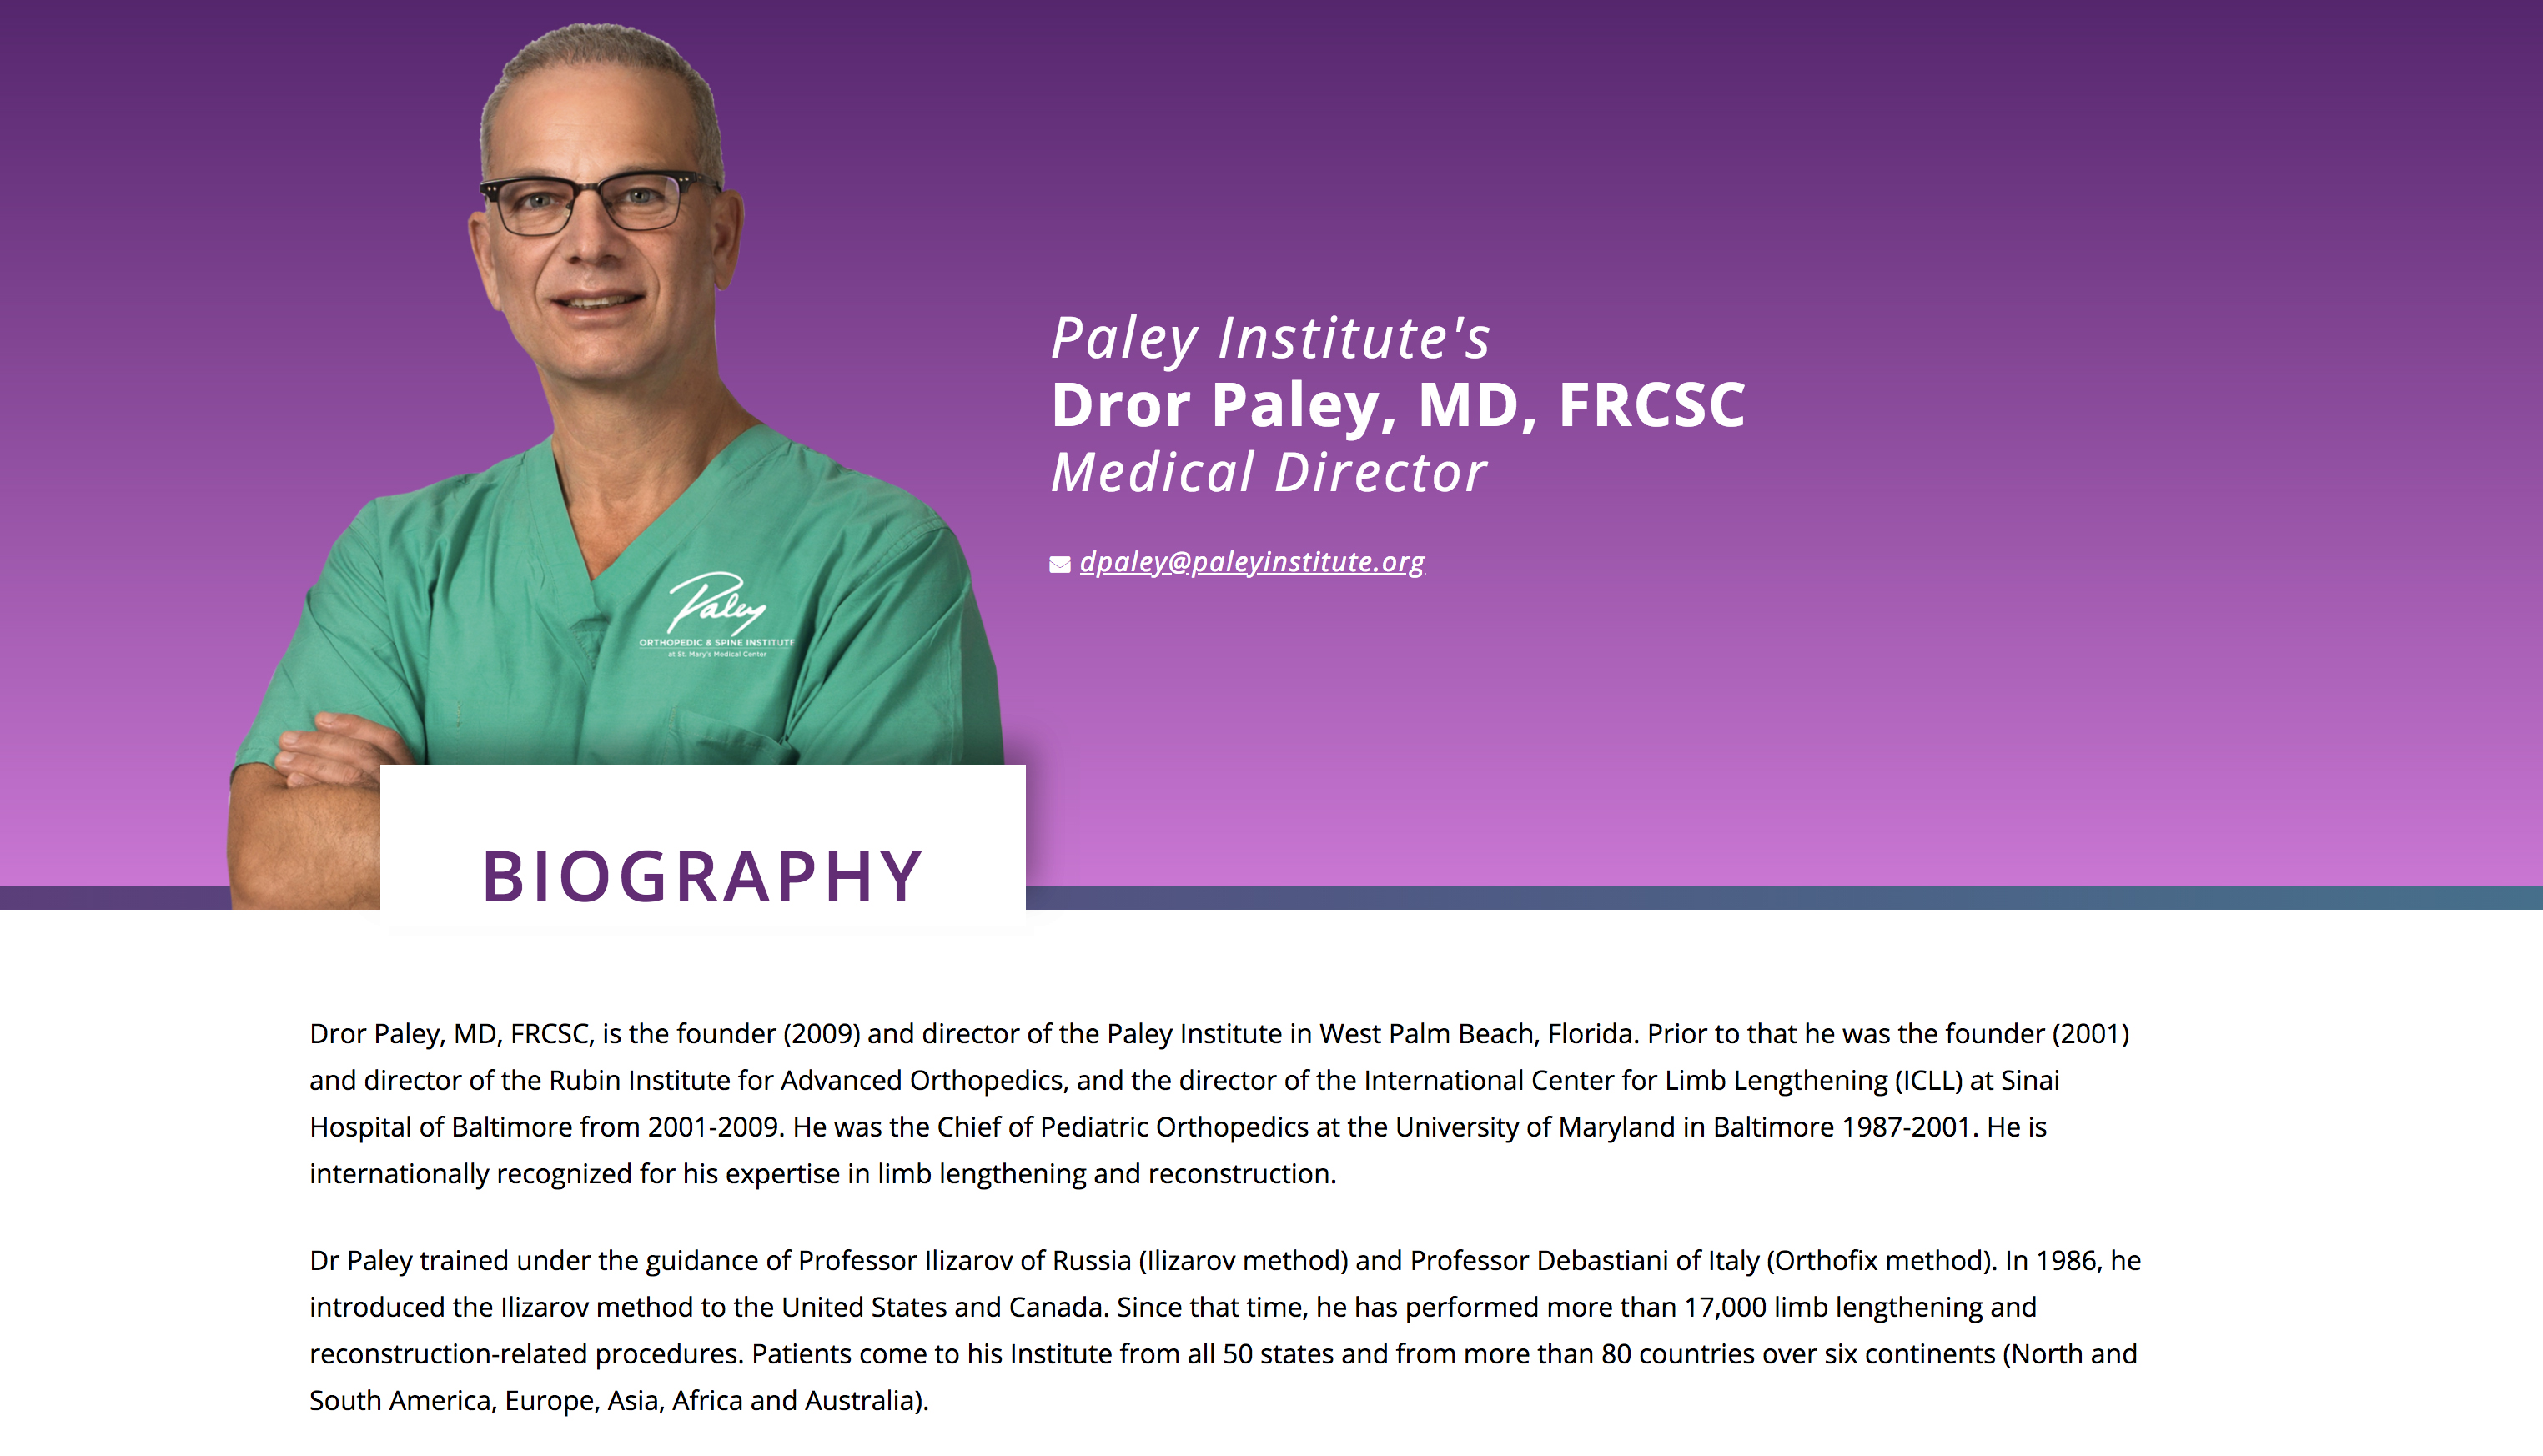 Paley Institute's
Dror Paley, MD, FRCSC
Medical Director
dpaley@paleyinstitute.org
Paley
ORTHOPEDIC & SPINE INSTITUTE
at St. Mary's Medical Center
BIOGRAPHY
Dror Paley, MD, FRCSC, is the founder (2009) and director of the Paley Institute in West Palm Beach, Florida. Prior to that he was the founder (2001)
and director of the Rubin Institute for Advanced Orthopedics, and the director of the International Center for Limb Lengthening (ICLL) at Sinai
Hospital of Baltimore from 2001-2009. He was the Chief of Pediatric Orthopedics at the University of Maryland in Baltimore 1987-2001. He is
internationally recognized for his expertise in limb lengthening and reconstruction.
Dr Paley trained under the guidance of Professor Ilizarov of Russia (Ilizarov method) and Professor Debastiani of Italy (Orthofix method). In 1986, he
introduced the Ilizarov method to the United States and Canada. Since that time, he has performed more than 17,000 limb lengthening and
reconstruction-related procedures. Patients come to his Institute from all 50 states and from more than 80 countries over six continents (North and
South America, Europe, Asia, Africa and Australia).